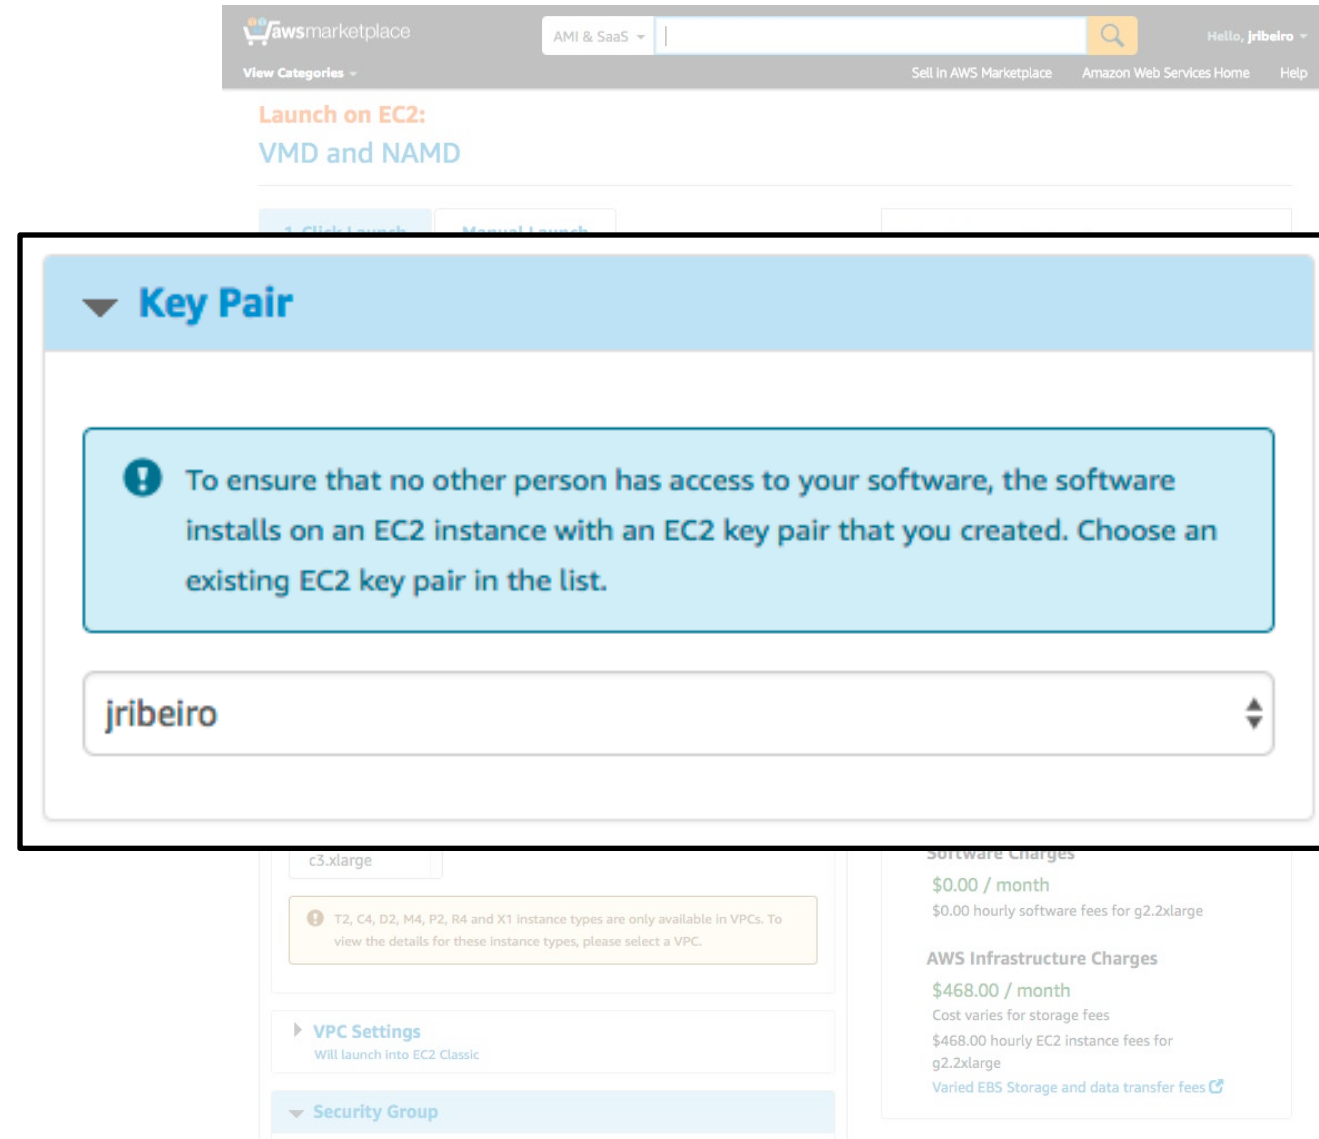 awsmarketplace
AMI & SaaS
Hello, jribeiro
View Categories
Sell in AWS Marketplace Amazon Web Services Home Help
Launch on EC2:
VMD and NAMD
1-Click Launch Manual Launch
Key Pair
To ensure that no other person has access to your software, the software
installs on an EC2 instance with an EC2 key pair that you created. Choose an
existing EC2 key pair in the list.
jribeiro
c3.xlarge
T2, C4, D2, M4, P2, R4 and X1 instance types are only available in VPCs. To
view the details for these instance types, please select a VPC.
VPC Settings
Will launch into EC2 Classic
Security Group
Software Charges
$0.00 / month
$0.00 hourly software fees for g2.2xlarge
AWS Infrastructure Charges
$468.00 / month
Cost varies for storage fees
$468.00 hourly EC2 instance fees for
g2.2xlarge
Varied EBS Storage and data transfer fees